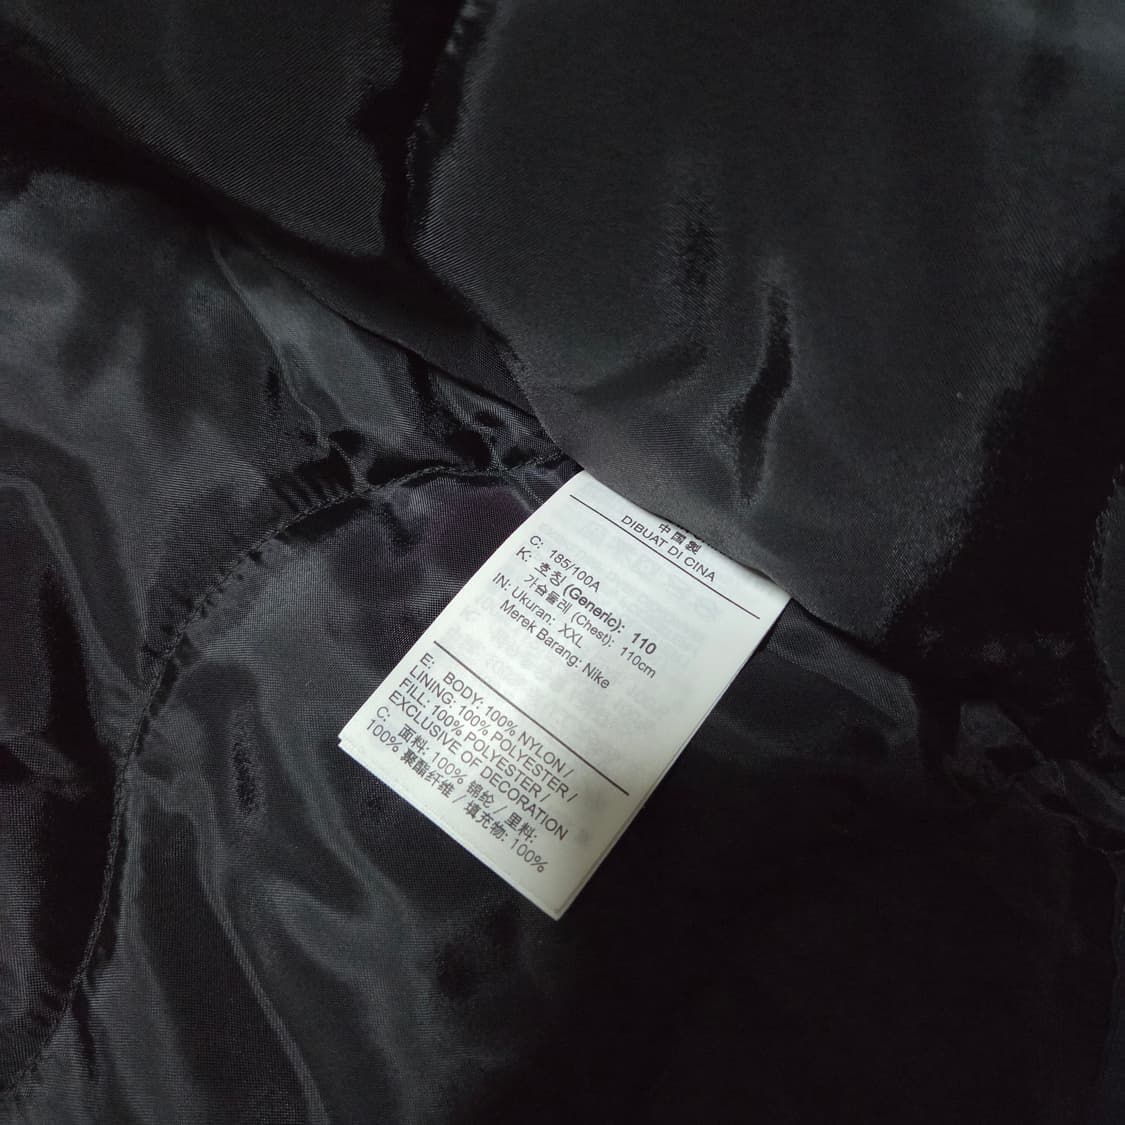 中国製
DIBUAT DI CINA
C: 185/100A
K: 호칭 (Generic): 110
가슴둘레 (Chest): 110cm
IN: Ukuran: XXL
Merek Barang: Nike
E: BODY: 100% NYLON /
LINING: 100% POLYESTER /
FILL: 100% POLYESTER /
EXCLUSIVE OF DECORATION
C: 面料: 100% 锦纶 / 里料:
100% 聚酯纤维 / 填充物: 100%